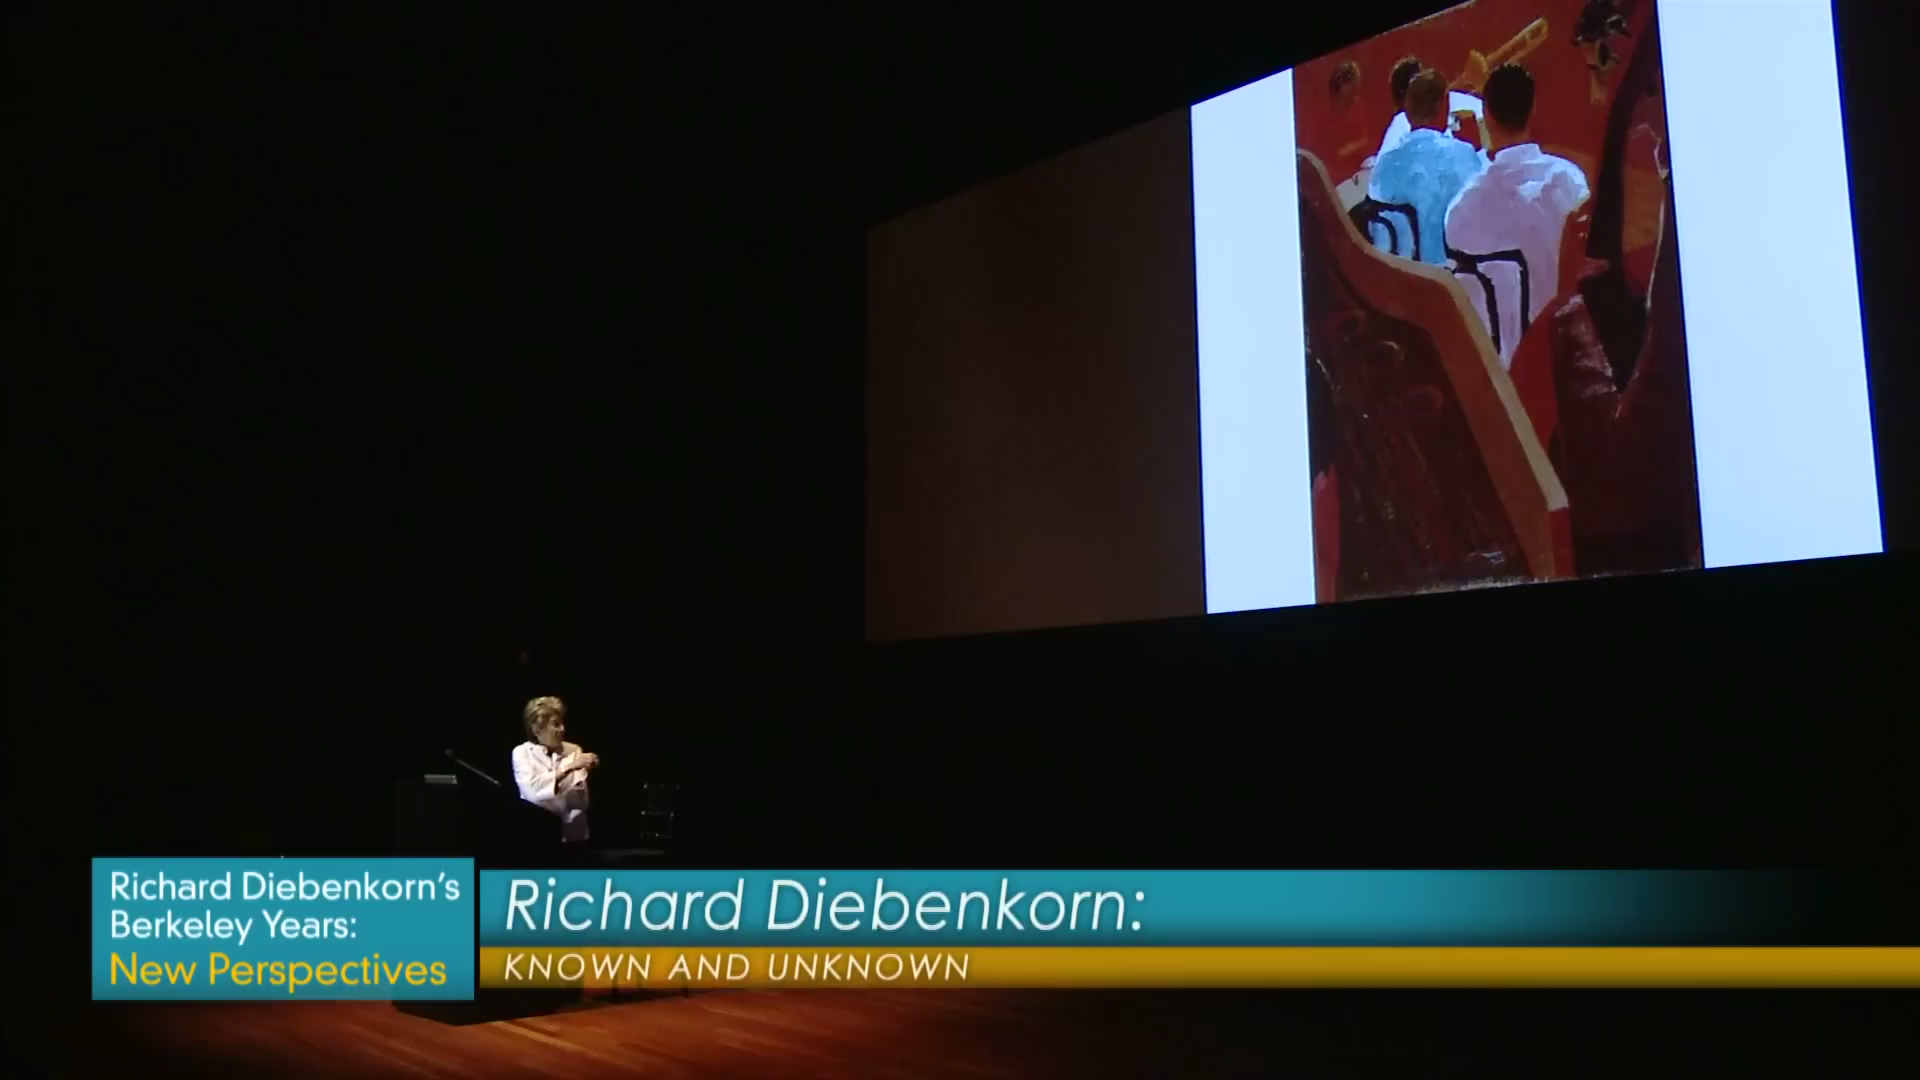 Richard Diebenkorn's
Berkeley Years:
New Perspectives
Richard Diebenkorn:
KNOWN AND UNKNOWN